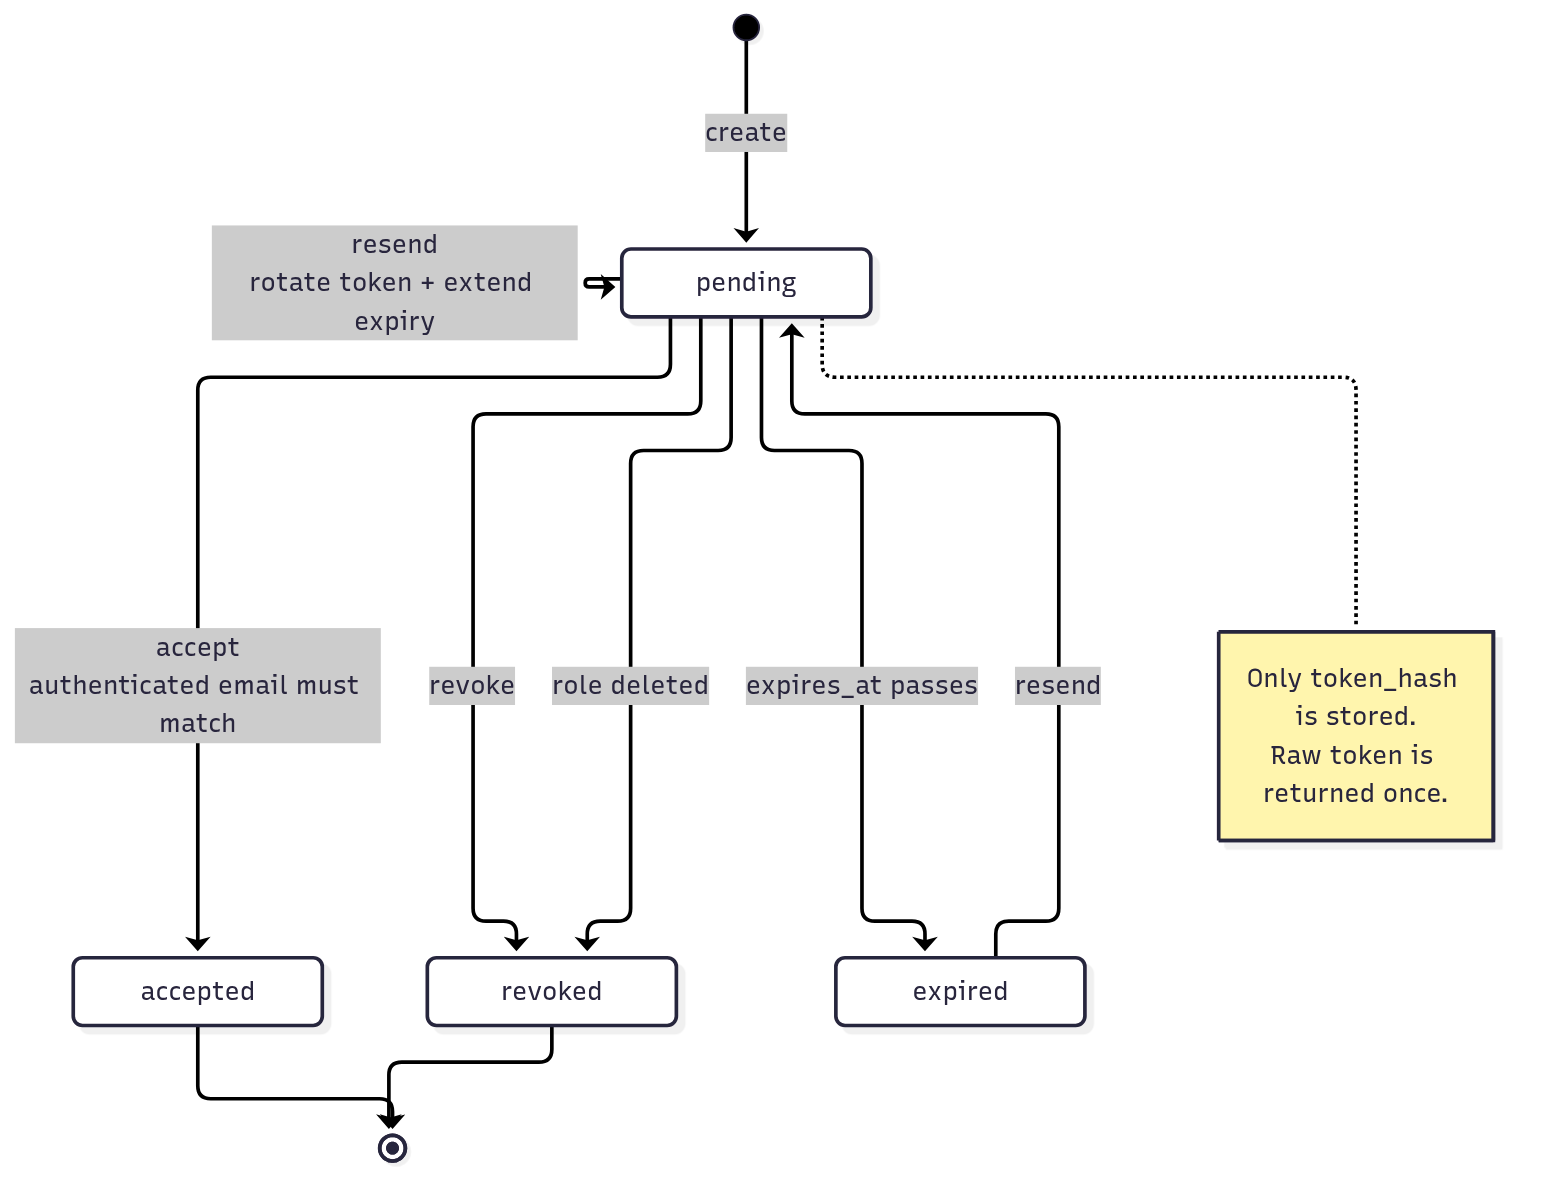 create
resend
rotate token + extend
expiry
pending
accept
authenticated email must
match
revoke
role deleted
expires_at passes
resend
Only token_hash
is stored.
Raw token is
returned once.
accepted
revoked
expired